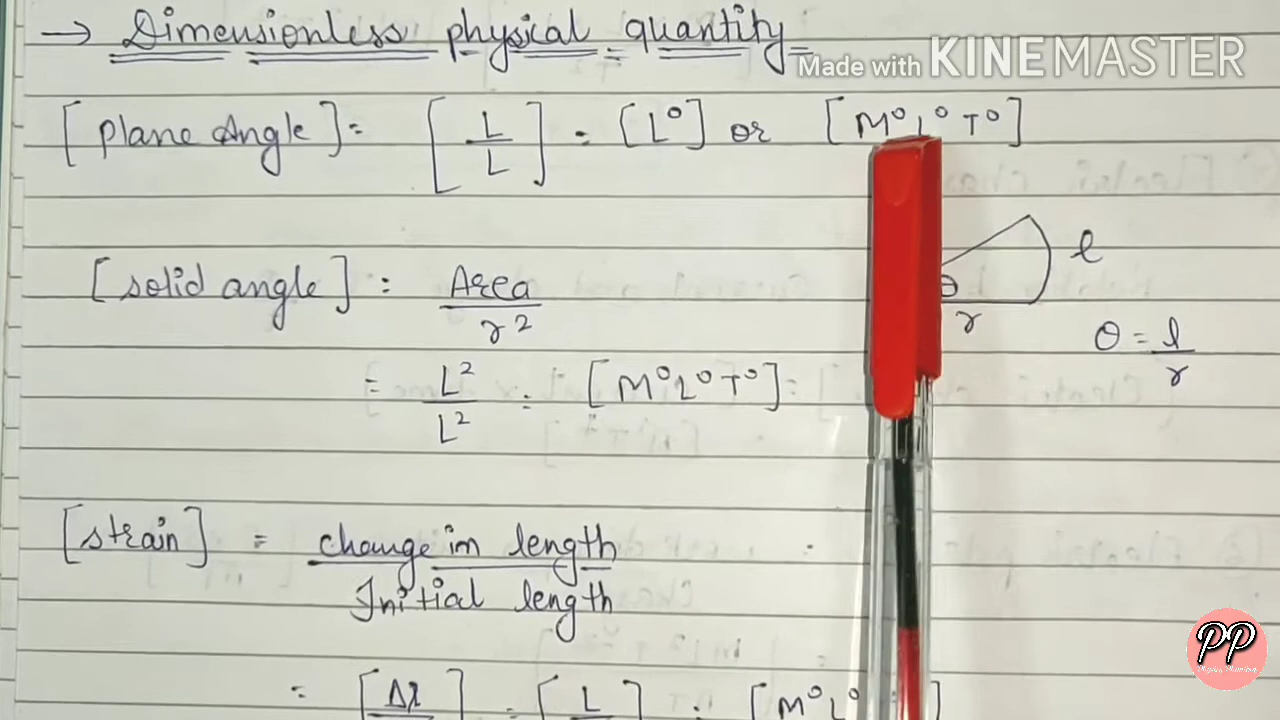 → Dimensionless physical quantity
Made with KINEMASTER
[Plane Angle] = [L/L] = [L⁰] or [M⁰L⁰T⁰]
l
θ
r
θ = l/r
[solid angle] = Area/r²
= L²/L² = [M⁰L⁰T⁰]
[strain] = change in length
Initial length
= [Δl] = [L] = [M⁰L⁰
PP